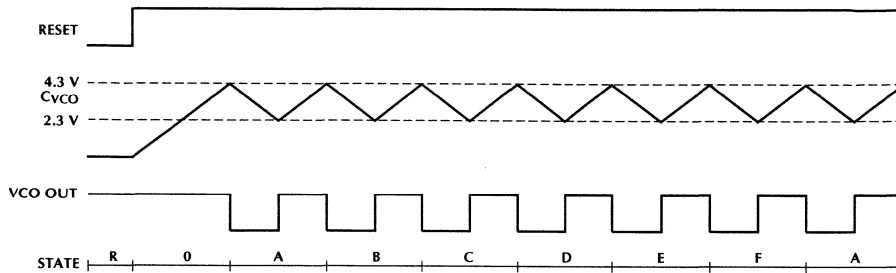 RESET
4.3 V
CVCO
2.3 V
VCO OUT
STATE R 0 A B C D E F A